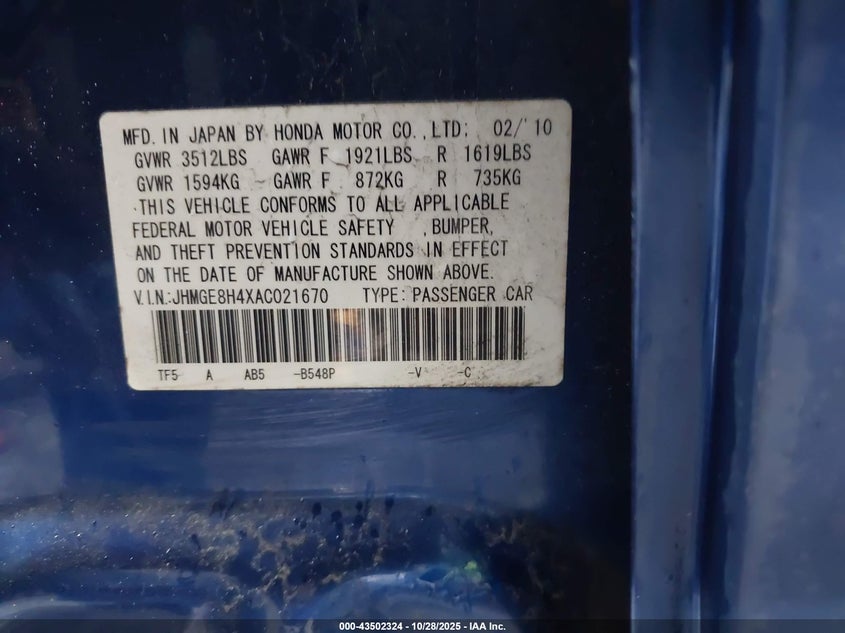 MFD. IN JAPAN BY HONDA MOTOR CO., LTD; 02/'10
GVWR 3512LBS GAWR F 1921LBS R 1619LBS
GVWR 1594KG GAWR F 872KG R 735KG
THIS VEHICLE CONFORMS TO ALL APPLICABLE
FEDERAL MOTOR VEHICLE SAFETY ,BUMPER,
AND THEFT PREVENTION STANDARDS IN EFFECT
ON THE DATE OF MANUFACTURE SHOWN ABOVE.
V.I.N.:JHMGE8H4XAC021670 TYPE: PASSENGER CAR
TF5 A AB5 -B548P -V -C
000-43502324 | 10/28/2025 - IAA Inc.